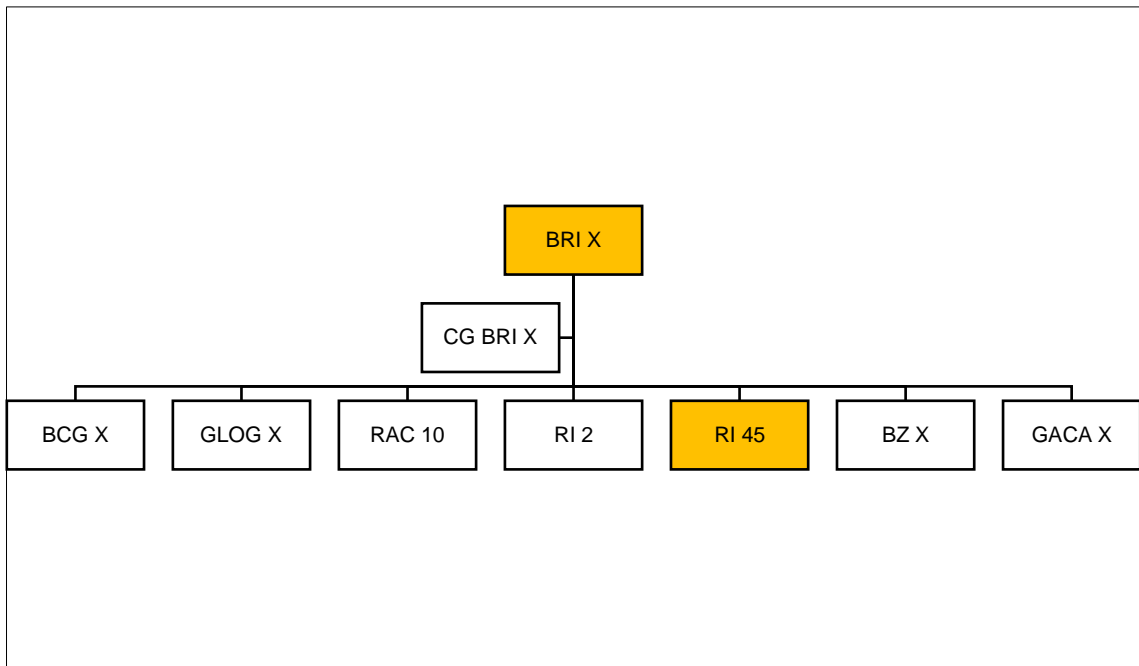 BRI X
CG BRI X
BCG X
GLOG X
RAC 10
RI 2
RI 45
BZ X
GACA X